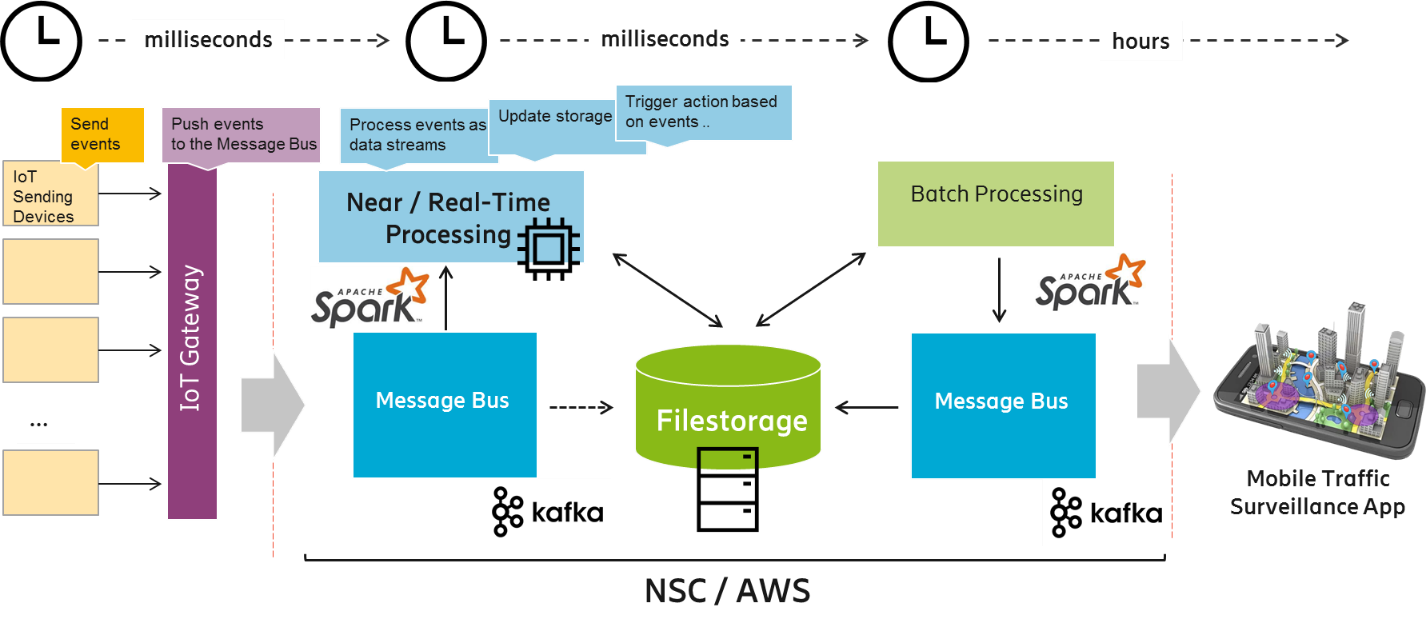 milliseconds
milliseconds
hours
Send
events
Push events
to the Message Bus
Process events as
data streams
Update storage
Trigger action based
on events ..
IoT
Sending
Devices
...
IoT Gateway
Near / Real-Time
Processing
APACHE
Spark™
Message Bus
kafka
Filestorage
Batch Processing
APACHE
Spark™
Message Bus
kafka
Mobile Traffic
Surveillance App
NSC / AWS